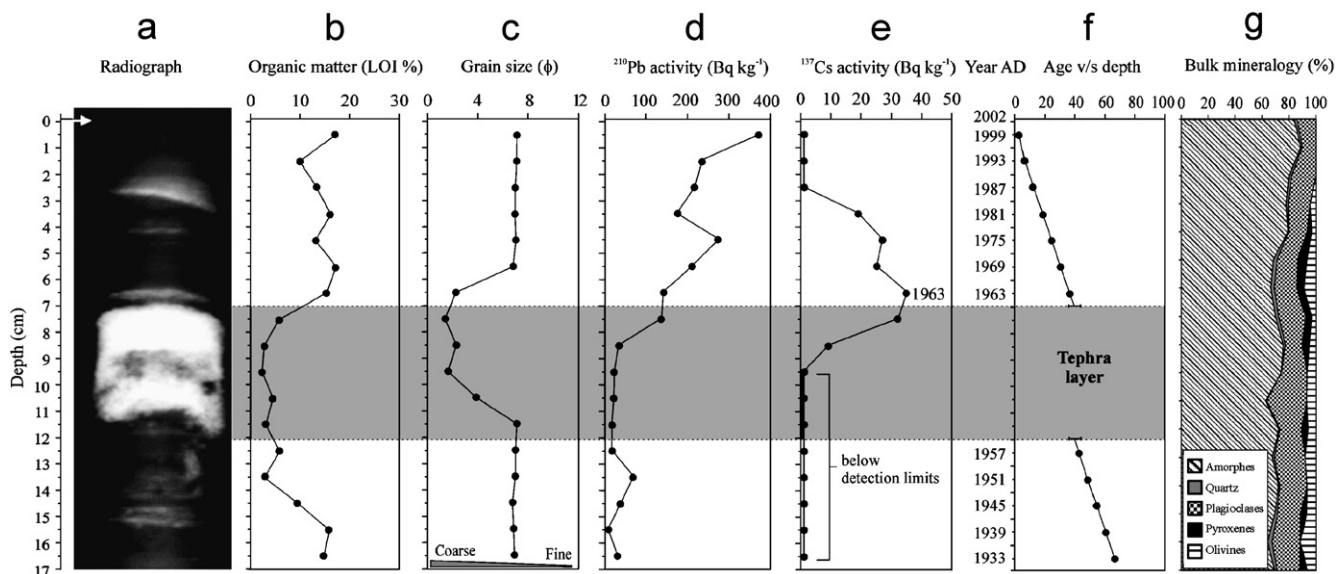 a b c d e f g
Radiograph Organic matter (LOI %) Grain size (ϕ) ²¹⁰Pb activity (Bq kg⁻¹) ¹³⁷Cs activity (Bq kg⁻¹) Year AD Age v/s depth Bulk mineralogy (%)
0 10 20 30 0 4 8 12 0 100 200 300 400 0 10 20 30 40 50 0 20 40 60 80 100 0 20 40 60 80 100
0 2002
1999
1
1993
2
1987
3
1981
4
1975
5
1969
6
1963 1963
7
8
Depth (cm)
9
Tephra
layer
10
11
12
1957
13
below
detection limits
1951
14
1945
15
1939
16
1933
17
Coarse Fine
Amorphes
Quartz
Plagioclases
Pyroxenes
Olivines